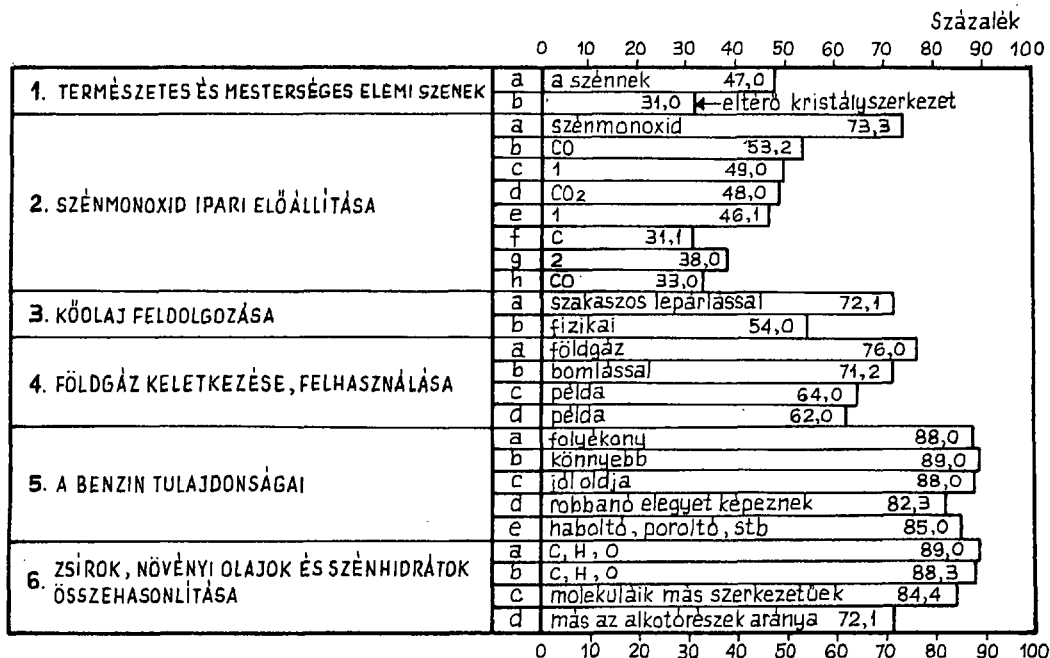 Százalék
0 10 20 30 40 50 60 70 80 90 100
1. TERMÉSZETES ÉS MESTERSÉGES ELEMI SZENEK
a a szénnek 47,0
b 31,0 ←eltérő kristályszerkezet
2. SZÉNMONOXID IPARI ELŐÁLLÍTÁSA
a szénmonoxid 73,3
b CO 53,2
c 1 49,0
d CO2 48,0
e 1 46,1
f C 31,1
g 2 38,0
h CO 33,0
3. KŐOLAJ FELDOLGOZÁSA
a szakaszos lepárlással 72,1
b fizikai 54,0
4. FÖLDGÁZ KELETKEZÉSE, FELHASZNÁLÁSA
a földgáz 76,0
b bomlással 71,2
c példa 64,0
d példa 62,0
5. A BENZIN TULAJDONSÁGAI
a folyékony 88,0
b könnyebb 89,0
c jól oldja 88,0
d robbanó elegyet képeznek 82,3
e haboltó, poroltó, stb 85,0
6. ZSÍROK, NÖVÉNYI OLAJOK ÉS SZÉNHIDRÁTOK
ÖSSZEHASONLÍTÁSA
a C, H, O 89,0
b C, H, O 88,3
c molekuláik más szerkezetűek 84,4
d más az alkotórészek aránya 72,1
0 10 20 30 40 50 60 70 80 90 100